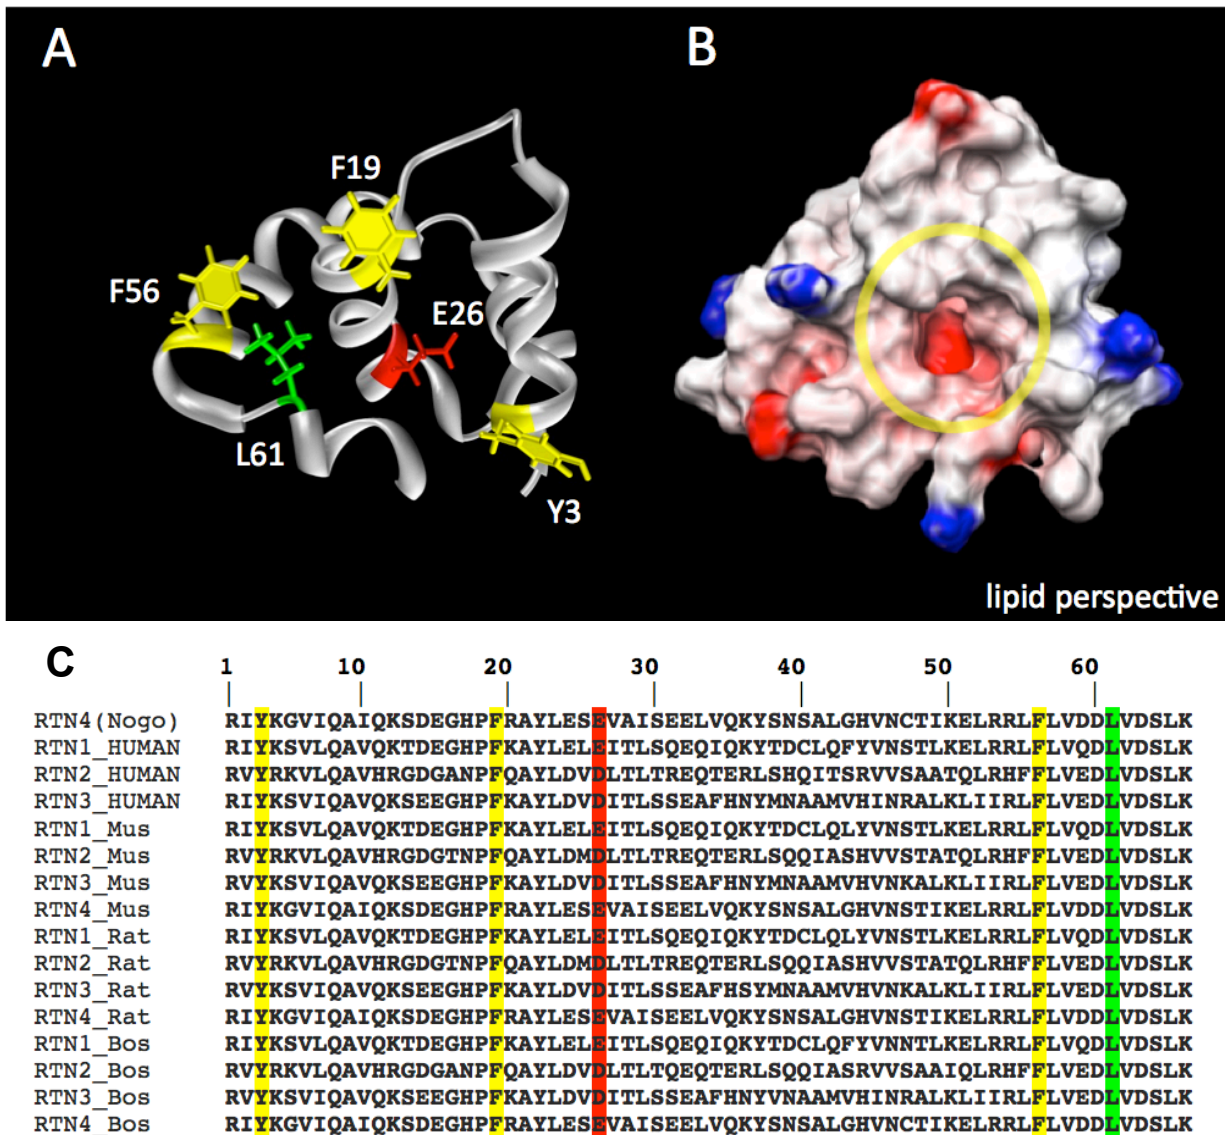 A
B
F19
F56
E26
L61
Y3
lipid perspective
C
1 10 20 30 40 50 60
RTN4(Nogo) RIYKGVIQAIQKSDEGHPFRAYLESEVAISEELVQKYSNSALGHVNCTIKELRRLFLVDDLVDSLK
RTN1_HUMAN RIYKSVLQAVQKTDEGHPFKAYLELEITLSQEQIQKYTDCLQFYVNSTLKELRRLFLVQDLVDSLK
RTN2_HUMAN RVYRKVLQAVHRGDGANPFQAYLDVDLTLTREQTERLSHQITSRVVSAATQLRHFFLVEDLVDSLK
RTN3_HUMAN RIYKSVIQAVQKSEEGHPFKAYLDVDITLSSEAFHNYMNAAMVHINRALKLIIRLFLVEDLVDSLK
RTN1_Mus RIYKSVLQAVQKTDEGHPFKAYLELEITLSQEQIQKYTDCLQLYVNSTLKELRRLFLVQDLVDSLK
RTN2_Mus RVYRKVLQAVHRGDGTNPFQAYLDMDLTLTREQTERLSQQIASHVVSTATQLRHFFLVEDLVDSLK
RTN3_Mus RVYKSVIQAVQKSEEGHPFKAYLDVDITLSSEAFHNYMNAAMVHVNKALKLIIRLFLVEDLVDSLK
RTN4_Mus RIYKGVIQAIQKSDEGHPFRAYLESEVAISEELVQKYSNSALGHVNSTIKELRRLFLVDDLVDSLK
RTN1_Rat RIYKSVLQAVQKTDEGHPFKAYLELEITLSQEQIQKYTDCLQLYVNSTLKELRRLFLVQDLVDSLK
RTN2_Rat RVYRKVLQAVHRGDGTNPFQAYLDMDLTLTREQTERLSQQIASHVVSTATQLRHFFLVEDLVDSLK
RTN3_Rat RVYKSVIQAVQKSEEGHPFKAYLDVDITLSSEAFHSYMNAAMVHVNKALKLIIRLFLVEDLVDSLK
RTN4_Rat RIYKGVIQAIQKSDEGHPFRAYLESEVAISEELVQKYSNSALGHVNSTIKELRRLFLVDDLVDSLK
RTN1_Bos RIYKSVLQAVQKTDEGHPFKAYLELEITLSQEQIQKYTDCLQFYVNNTLKELRRLFLVQDLVDSLK
RTN2_Bos RVYRKVLQAVHRGDGANPFQAYLDVDLTLTQEQTERLSQQIASRVVSAAIQLRHFFLVEDLVDSLK
RTN3_Bos RIYKSVIQAVQKSEEGHPFKAYLDVDITLSSEAFHNYVNAAMVHINRALKLIIRLFLVEDLVDSLK
RTN4_Bos RIYKGVIQAIQKSDEGHPFRAYLESEVAISEELVQKYSNSALGHVNCTIKELRRLFLVDDLVDSLK